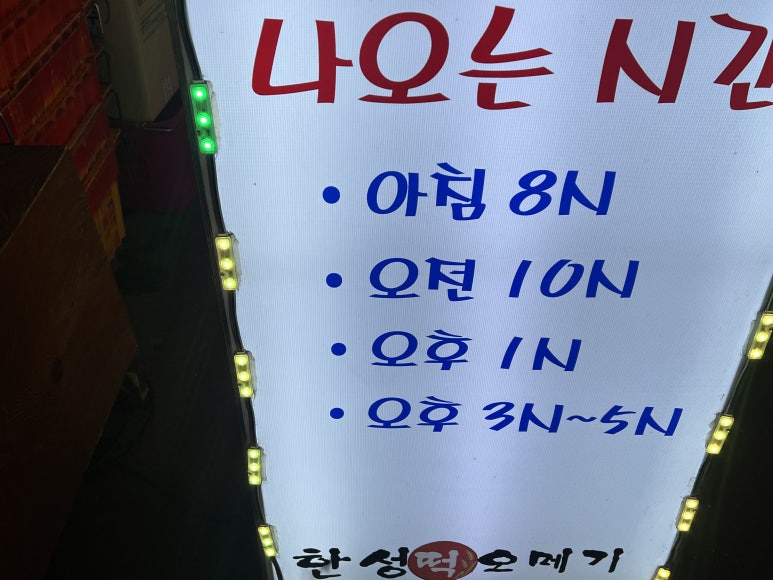 나오는 시간
• 아침 8시
• 오전 10시
• 오후 1시
• 오후 3시~5시
한성떡오메기